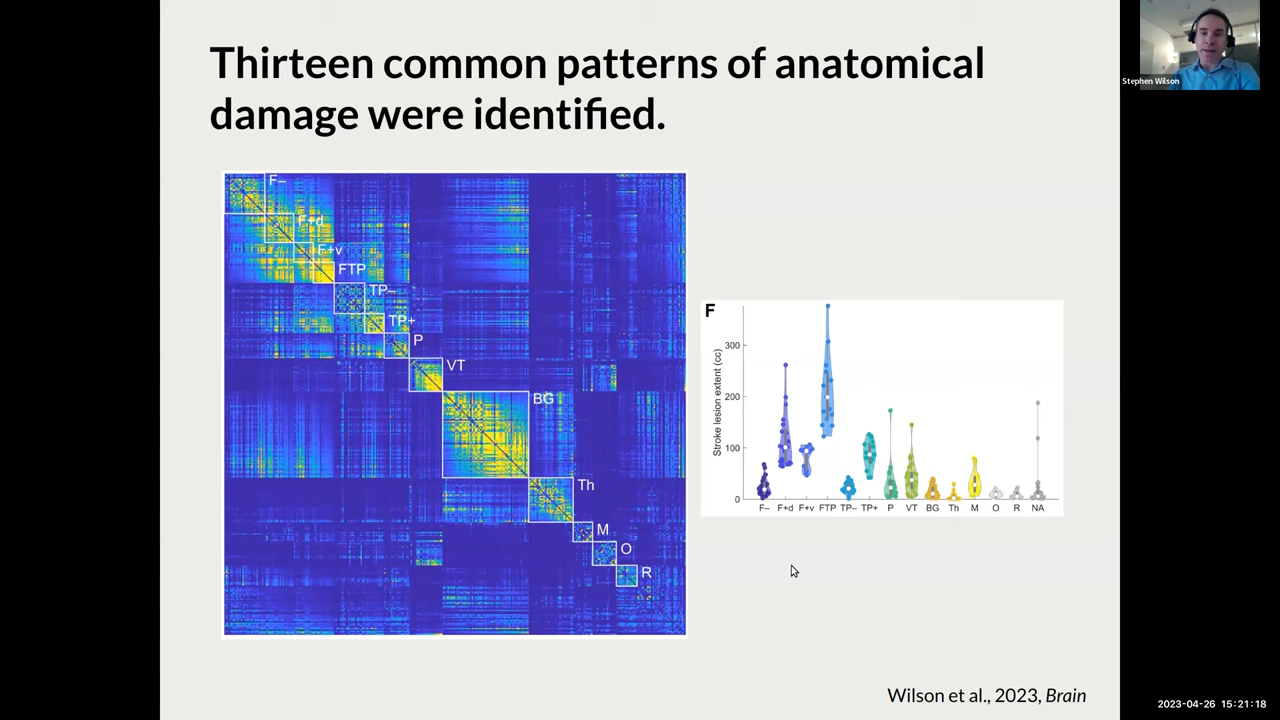 Thirteen common patterns of anatomical
damage were identified.
Stephen Wilson
F–
F+d
F+v
FTP
TP–
TP+
P
VT
BG
Th
M
O
R
F
Stroke lesion extent (cc)
300
200
100
0
F– F+d F+v FTP TP– TP+ P VT BG Th M O R NA
Wilson et al., 2023, Brain
2023-04-26 15:21:18